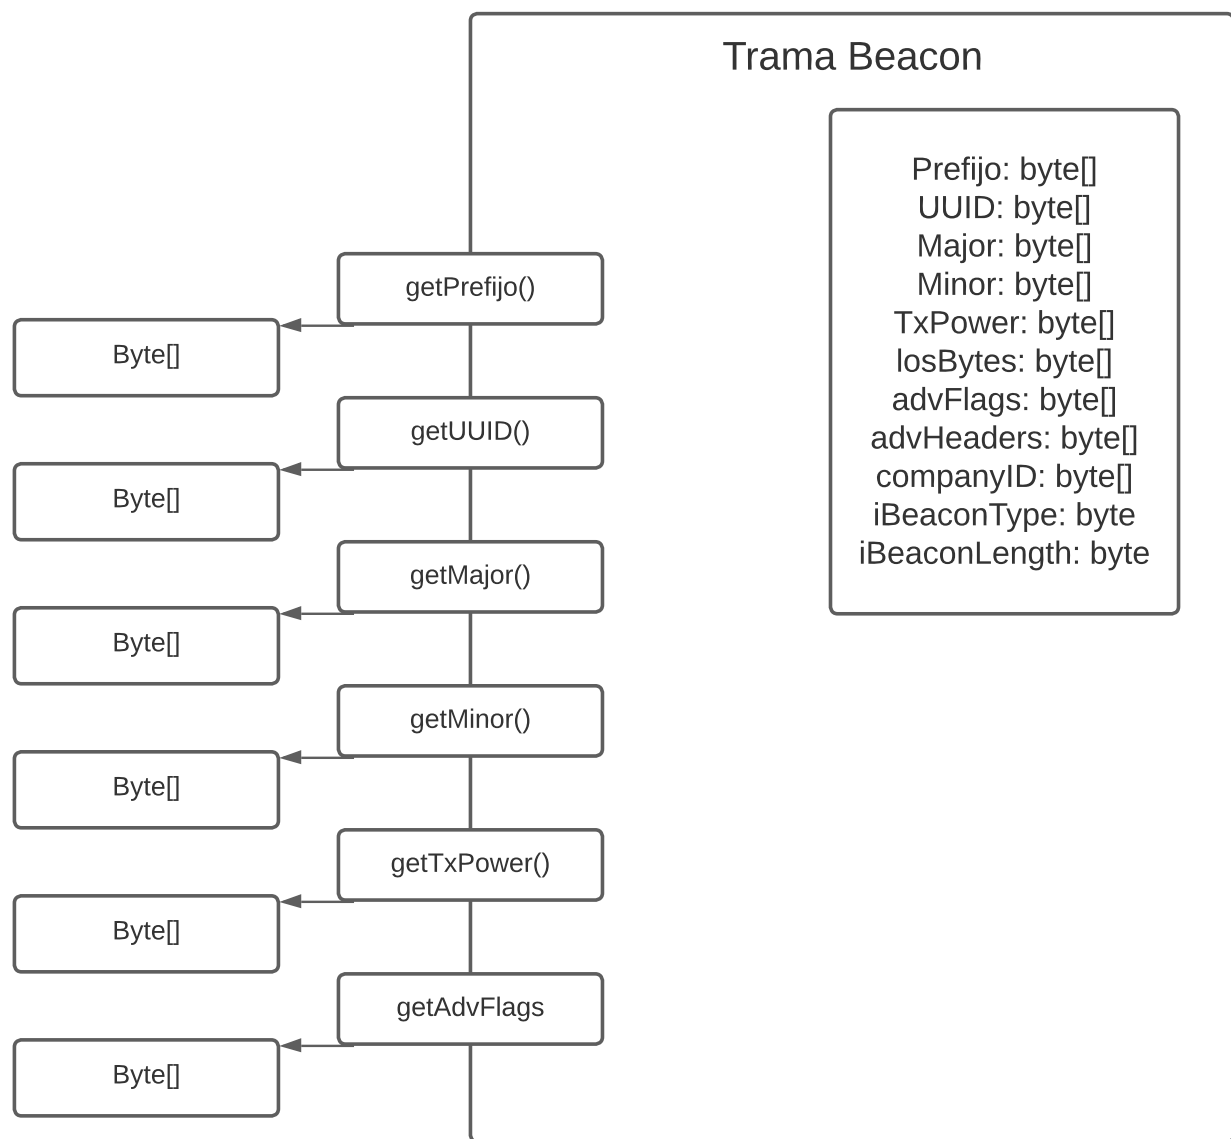 Trama Beacon
Prefijo: byte[]
UUID: byte[]
Major: byte[]
Minor: byte[]
TxPower: byte[]
losBytes: byte[]
advFlags: byte[]
advHeaders: byte[]
companyID: byte[]
iBeaconType: byte
iBeaconLength: byte
getPrefijo()
Byte[]
getUUID()
Byte[]
getMajor()
Byte[]
getMinor()
Byte[]
getTxPower()
Byte[]
getAdvFlags
Byte[]